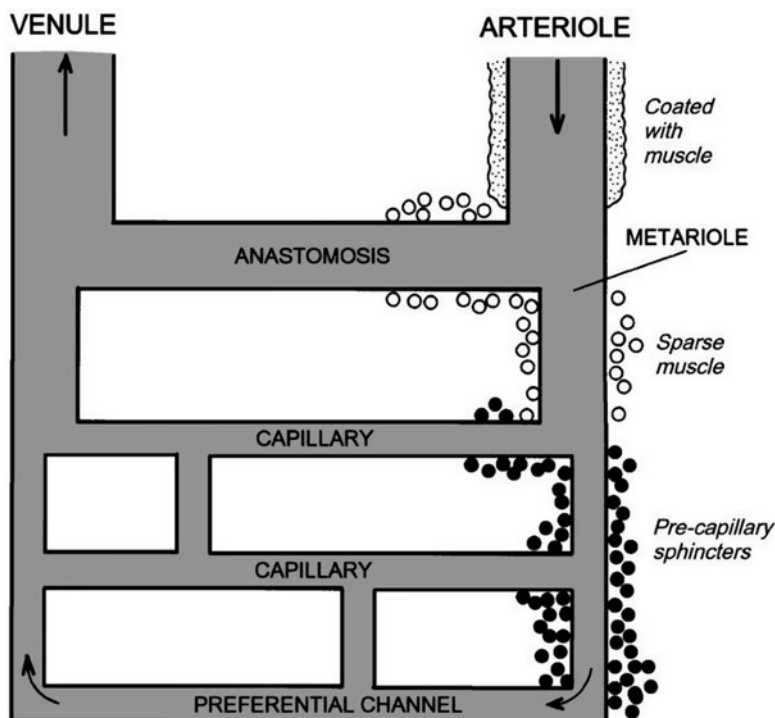 VENULE
ARTERIOLE
Coated
with
muscle
ANASTOMOSIS
METARIOLE
Sparse
muscle
CAPILLARY
Pre-capillary
sphincters
CAPILLARY
PREFERENTIAL CHANNEL